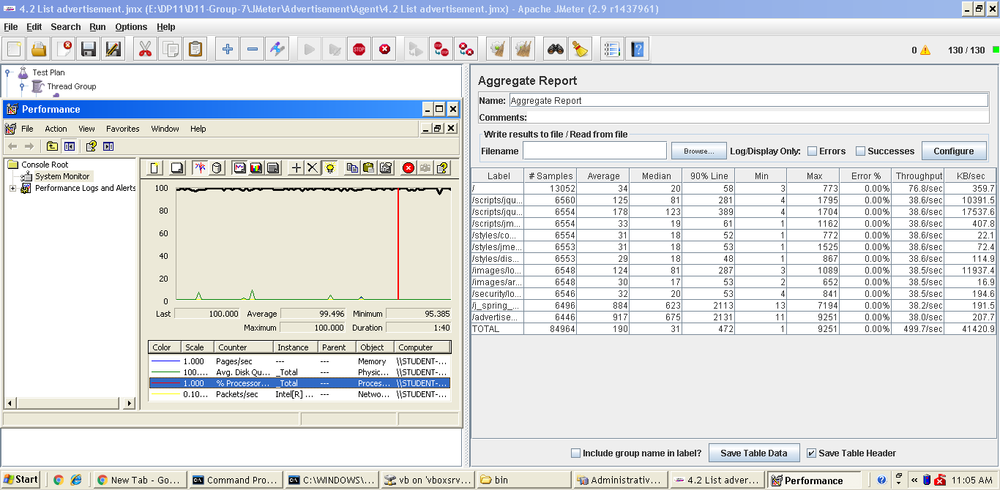 4.2 List advertisement.jmx (E:\DP11\D11-Group-7\JMeter\Advertisement\Agent\4.2 List advertisement.jmx) - Apache JMeter (2.9 r1437961)
File Edit Search Run Options Help
STOP STOP
0 130 / 130
Test Plan
Thread Group
Performance
File Action View Favorites Window Help
Console Root
System Monitor
Performance Logs and Alerts
100
80
60
40
20
0
Last 100.000 Average 99.496 Minimum 95.385
Maximum 100.000 Duration 1:40
Color Scale Counter Instance Parent Object Computer
1.000 Pages/sec --- --- Memory \\STUDENT-...
100.... Avg. Disk Qu... _Total --- Physic... \\STUDENT-...
1.000 % Processor... _Total --- Proces... \\STUDENT-...
0.10... Packets/sec Intel[R] ... --- Netwo... \\STUDENT-...
Aggregate Report
Name: Aggregate Report
Comments:
Write results to file / Read from file
Filename Browse... Log/Display Only: Errors Successes Configure
Label # Samples Average Median 90% Line Min Max Error % Throughput KB/sec
/ 13052 34 20 58 3 773 0.00% 76.8/sec 359.7
/scripts/jqu... 6560 125 81 281 4 1795 0.00% 38.6/sec 10391.5
/scripts/jqu... 6554 178 123 389 4 1704 0.00% 38.6/sec 17537.6
/scripts/jm... 6554 33 19 61 1 1162 0.00% 38.6/sec 407.8
/styles/co... 6554 31 18 52 1 772 0.00% 38.6/sec 22.1
/styles/jme... 6553 31 18 53 1 1525 0.00% 38.6/sec 72.4
/styles/dis... 6553 29 18 48 1 867 0.00% 38.6/sec 114.9
/images/lo... 6548 124 81 287 3 1089 0.00% 38.6/sec 11937.4
/images/ar... 6548 30 17 53 2 652 0.00% 38.6/sec 16.9
/security/lo... 6546 32 20 53 4 841 0.00% 38.5/sec 194.6
/j_spring_... 6496 884 623 2113 13 7194 0.00% 38.2/sec 191.5
/advertise... 6446 917 675 2131 11 9251 0.00% 38.0/sec 207.7
TOTAL 84964 190 31 472 1 9251 0.00% 499.7/sec 41420.9
Include group name in label? Save Table Data Save Table Header
Start New Tab - Go... Command Pro... C:\WINDOWS\... vb on 'vboxsrv... bin Administrativ... 4.2 List adver... Performance 11:05 AM